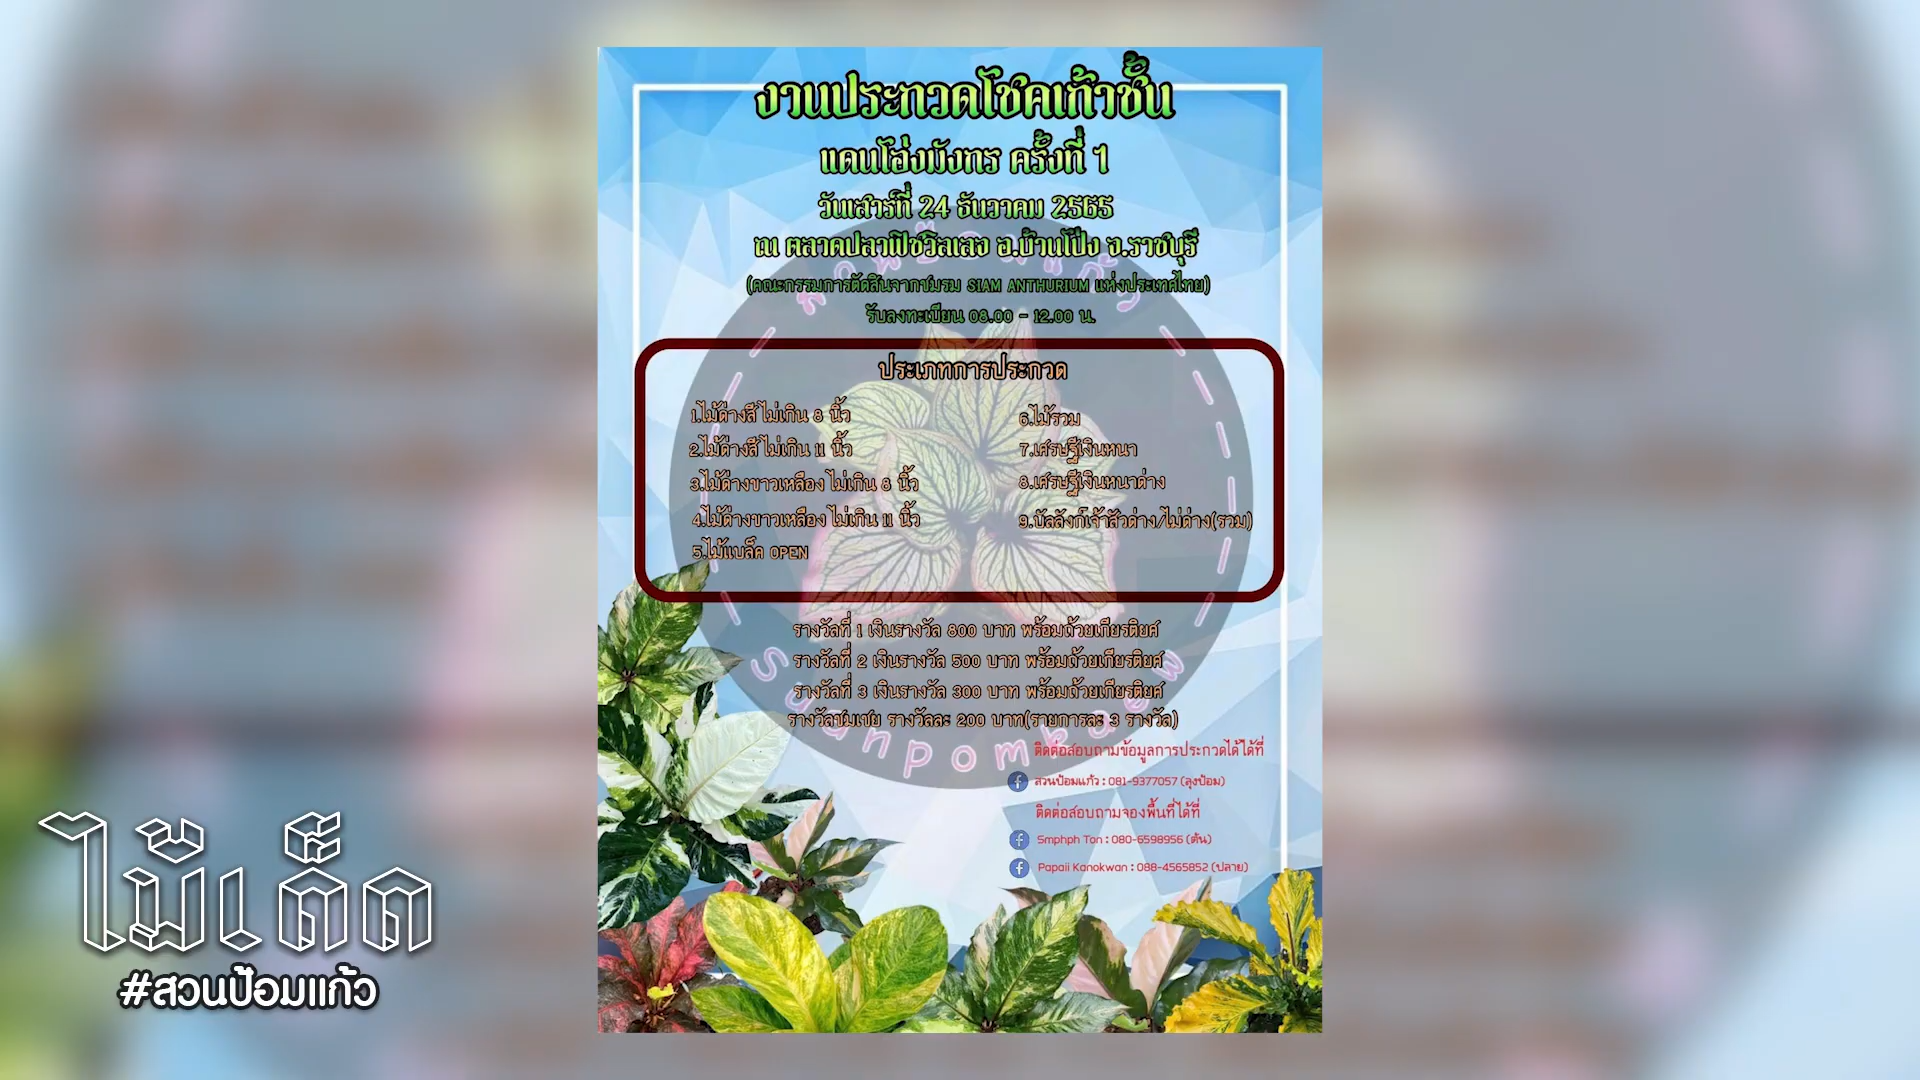 งานประกวดโชคเก้าชั้น
แดนโอ่งมังกร ครั้งที่ 1
วันเสาร์ที่ 24 ธันวาคม 2565
ณ ตลาดปลาเปิซวิลเลจ อ.บ้านโป่ง จ.ราชบุรี
(คณะกรรมการตัดสินจากชมรม SIAM ANTHURIUM แห่งประเทศไทย)
รับลงทะเบียน 08.00 - 12.00 น.
ประเภทการประกวด
1.ไม้ด่างสี ไม่เกิน 8 นิ้ว
2.ไม้ด่างสี ไม่เกิน 11 นิ้ว
3.ไม้ด่างขาวเหลือง ไม่เกิน 8 นิ้ว
4.ไม้ด่างขาวเหลือง ไม่เกิน 11 นิ้ว
5.ไม้แบล็ค OPEN
6.ไม้รวม
7.เศรษฐีเงินหนา
8.เศรษฐีเงินหนาด่าง
9.บัลลังก์เจ้าสัวด่าง/ไม่ด่าง(รวม)
รางวัลที่ 1 เงินรางวัล 800 บาท พร้อมถ้วยเกียรติยศ
รางวัลที่ 2 เงินรางวัล 500 บาท พร้อมถ้วยเกียรติยศ
รางวัลที่ 3 เงินรางวัล 300 บาท พร้อมถ้วยเกียรติยศ
รางวัลชมเชย รางวัลละ 200 บาท(รายการละ 3 รางวัล)
Suanpomkaew
ติดต่อสอบถามข้อมูลการประกวดได้ได้ที่
สวนป้อมแก้ว : 081-9377057 (ลุงป้อม)
ติดต่อสอบถามจองพื้นที่ได้ที่
Smphph Ton : 080-6598956 (ต้น)
Papaii Kanokwan : 088-4565852 (ปลาย)
ไม้เด็ด
#สวนป้อมแก้ว